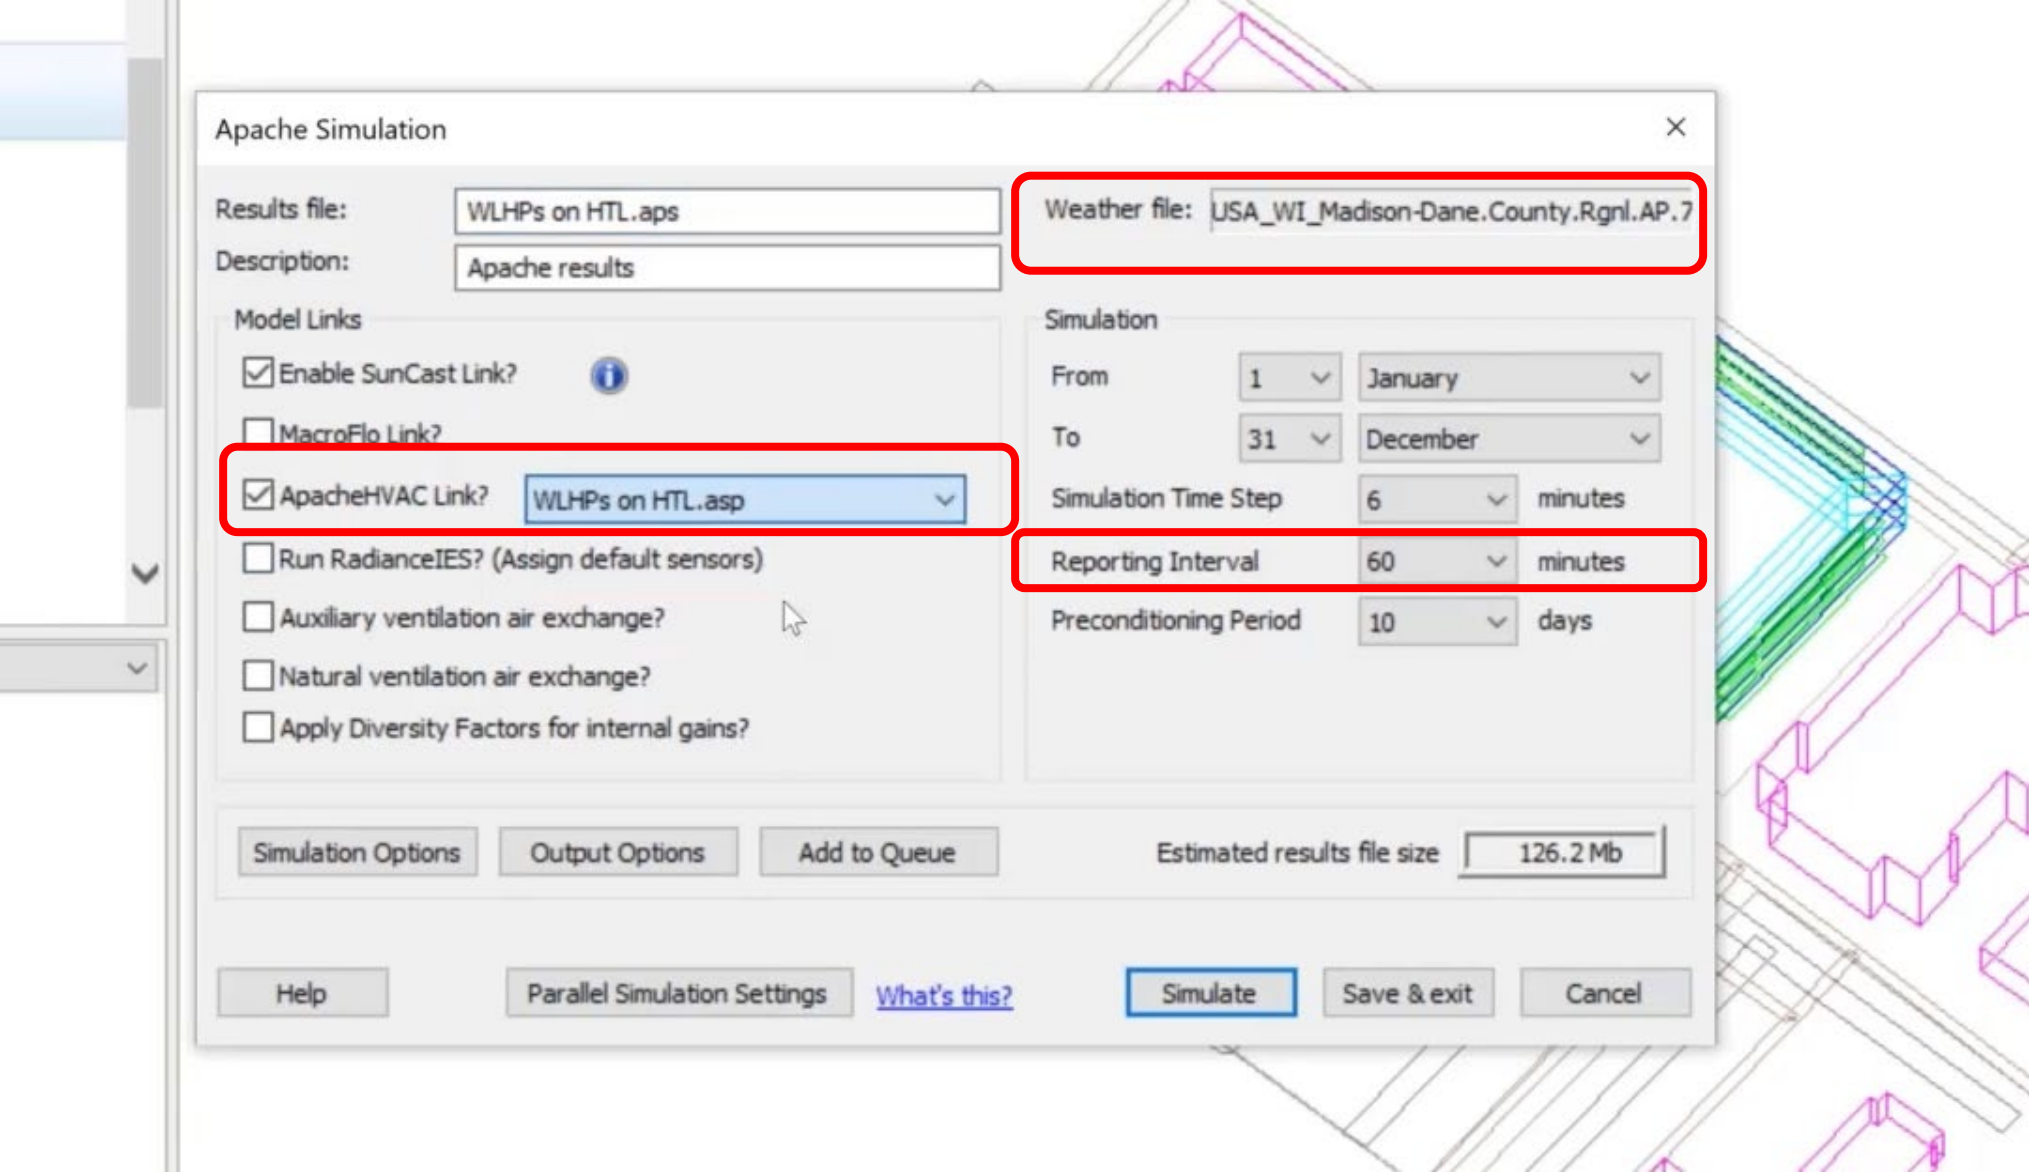 Apache Simulation
Results file: WLHPs on HTL.aps
Weather file: USA_WI_Madison-Dane.County.Rgnl.AP.7
Description: Apache results
Model Links
Enable SunCast Link?
MacroFlo Link?
ApacheHVAC Link? WLHPs on HTL.asp
Run RadianceIES? (Assign default sensors)
Auxiliary ventilation air exchange?
Natural ventilation air exchange?
Apply Diversity Factors for internal gains?
Simulation
From 1 January
To 31 December
Simulation Time Step 6 minutes
Reporting Interval 60 minutes
Preconditioning Period 10 days
Simulation Options Output Options Add to Queue Estimated results file size 126.2 Mb
Help Parallel Simulation Settings What's this? Simulate Save & exit Cancel